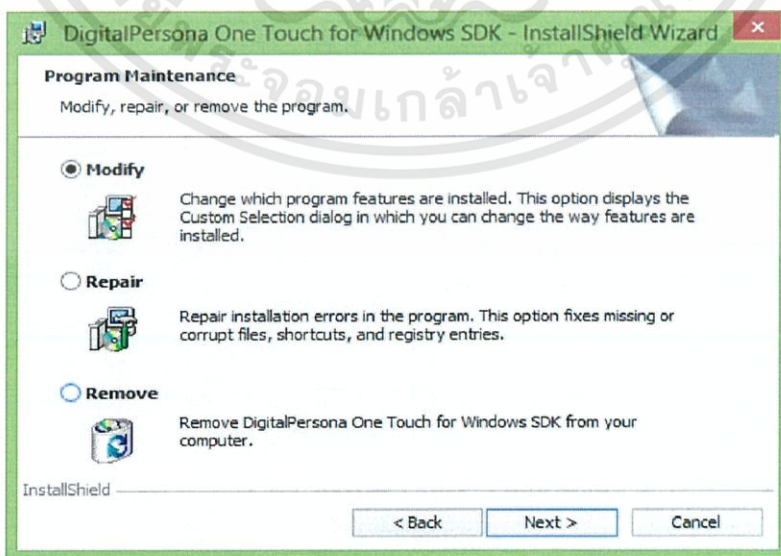 DigitalPersona One Touch for Windows SDK - InstallShield Wizard
Program Maintenance
Modify, repair, or remove the program.
Modify
Change which program features are installed. This option displays the
Custom Selection dialog in which you can change the way features are
installed.
Repair
Repair installation errors in the program. This option fixes missing or
corrupt files, shortcuts, and registry entries.
Remove
Remove DigitalPersona One Touch for Windows SDK from your
computer.
InstallShield
< Back
Next >
Cancel